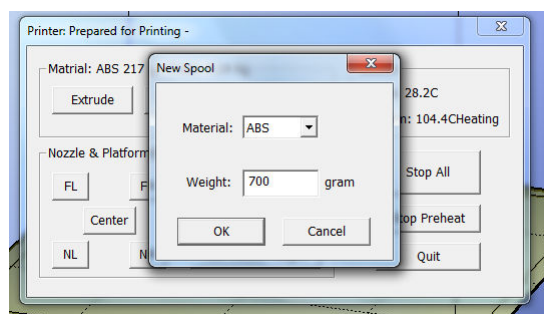 Printer: Prepared for Printing -
Matrial: ABS 217
New Spool
Extrude
28.2C
Material: ABS
104.4CHeating
Nozzle & Platform
Weight: 700 gram
Stop All
FL
Center
OK
Cancel
Preheat
NL
Quit